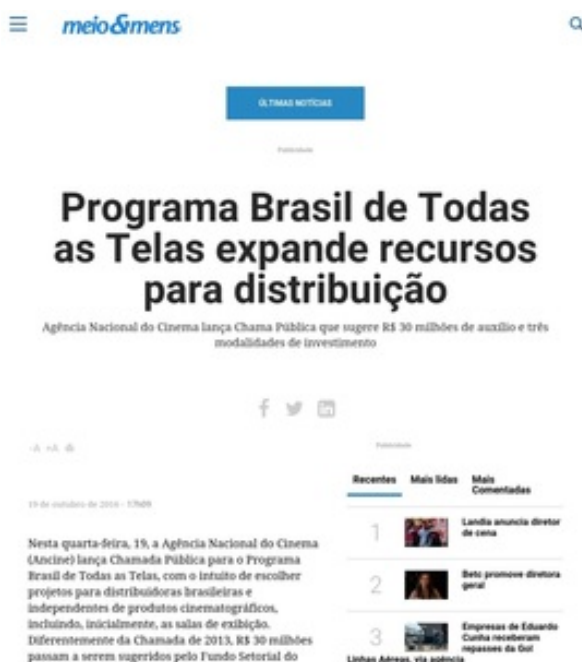 meio&mens
ÚLTIMAS NOTÍCIAS
Publicidade
Programa Brasil de Todas
as Telas expande recursos
para distribuição
Agência Nacional do Cinema lança Chama Pública que sugere R$ 30 milhões de auxílio e três
modalidades de investimento
-A +A
Publicidade
Recentes Mais lidas Mais
Comentadas
19 de outubro de 2016 - 17h09
1 Landia anuncia diretor
de cena
Nesta quarta-feira, 19, a Agência Nacional do Cinema
(Ancine) lança Chamada Pública para o Programa
Brasil de Todas as Telas, com o intuito de escolher
projetos para distribuidoras brasileiras e
independentes de produtos cinematográficos,
incluindo, inicialmente, as salas de exibição.
Diferentemente da Chamada de 2013, R$ 30 milhões
passam a serem sugeridos pelo Fundo Setorial do
2 Betc promove diretora
geral
3 Empresas de Eduardo
Cunha receberam
repasses da Gol
Linhas Aéreas, via agência